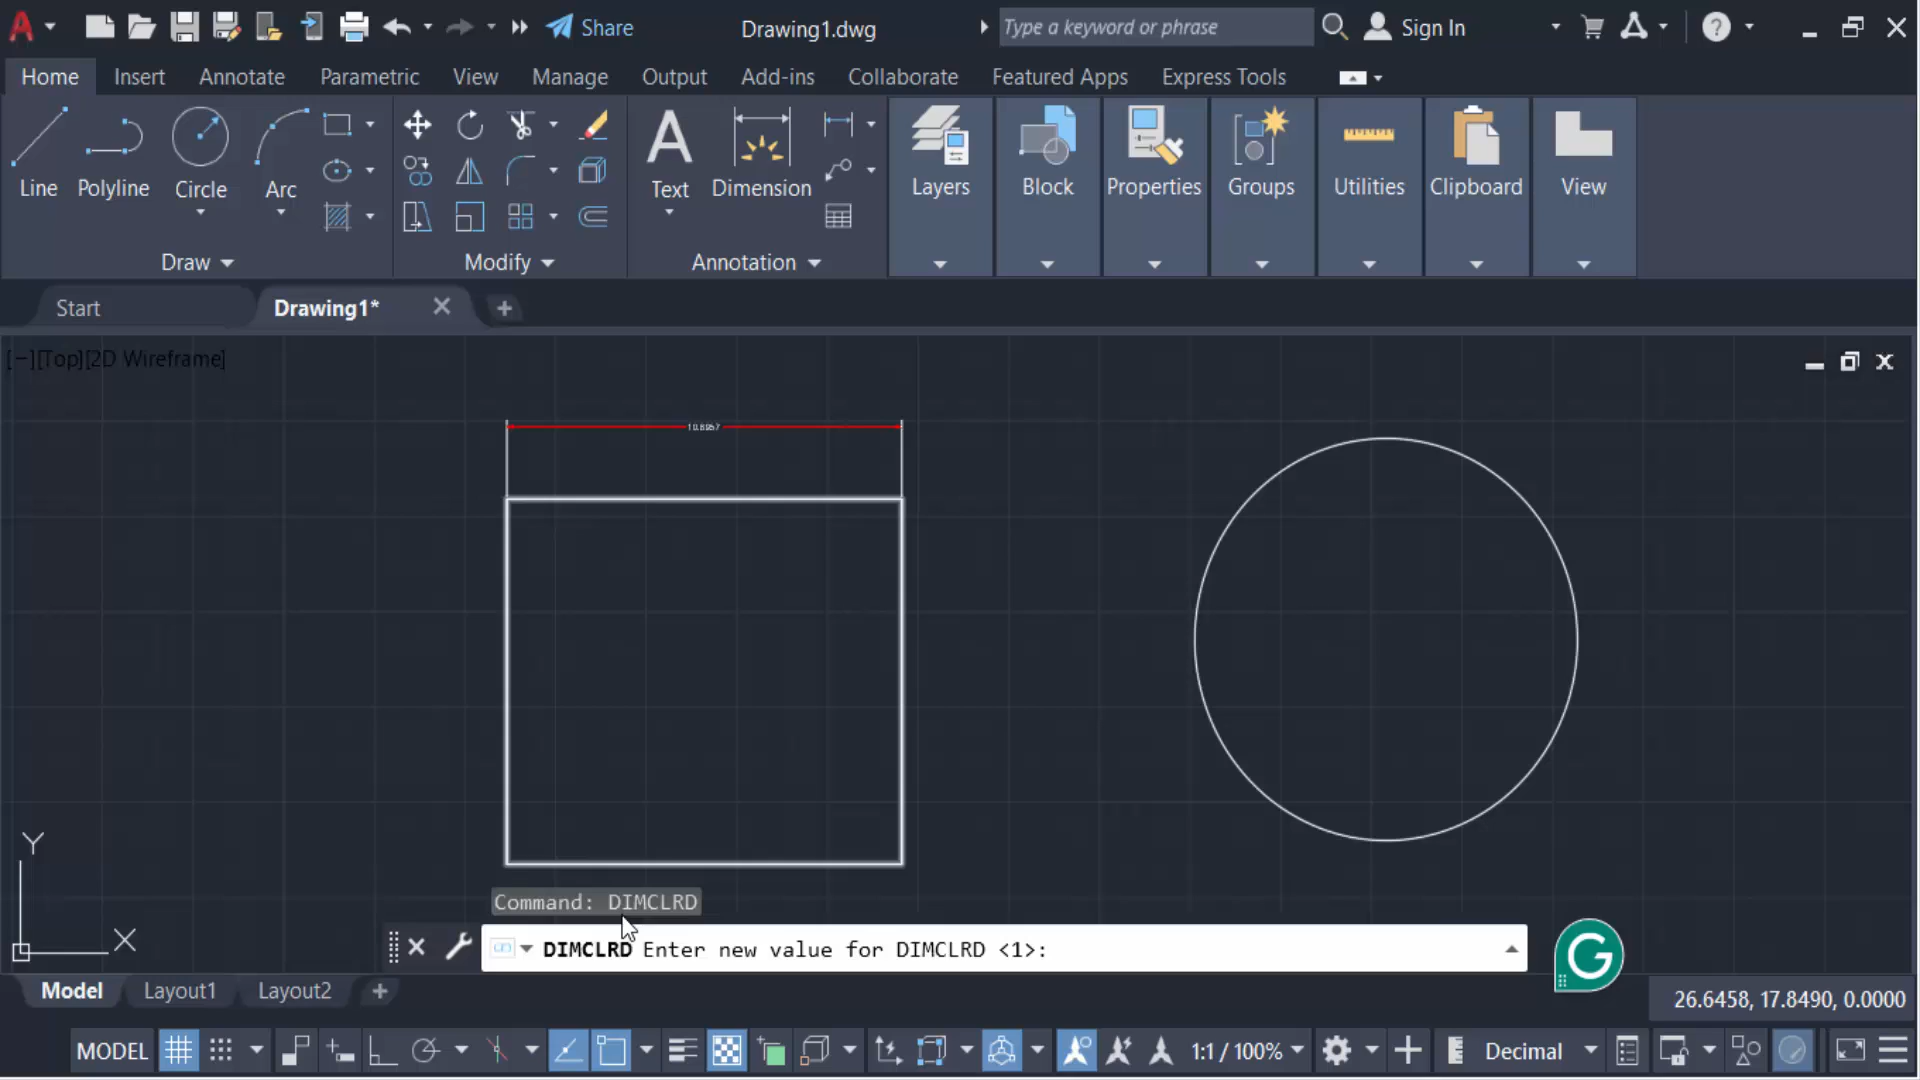 Share
Drawing1.dwg
Type a keyword or phrase
Sign In
Home
Insert
Annotate
Parametric
View
Manage
Output
Add-ins
Collaborate
Featured Apps
Express Tools
Line
Polyline
Circle
Arc
Text
Dimension
Layers
Block
Properties
Groups
Utilities
Clipboard
View
Draw
Modify
Annotation
Start
Drawing1*
[−][Top][2D Wireframe]
Y
X
Command: DIMCLRD
DIMCLRD Enter new value for DIMCLRD <1>:
G
Model
Layout1
Layout2
26.6458, 17.8490, 0.0000
MODEL
1:1 / 100%
Decimal